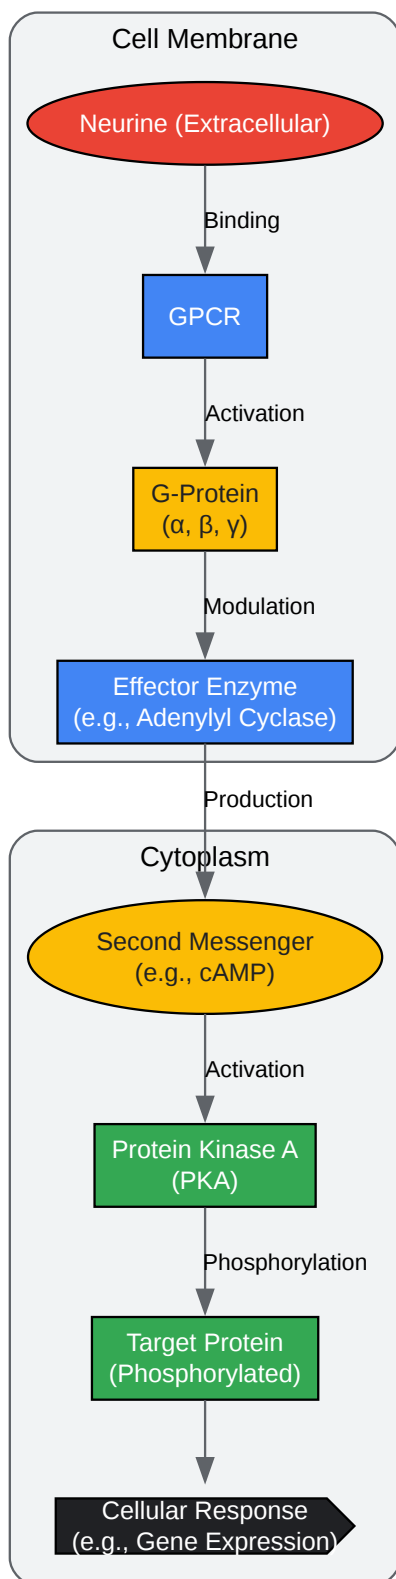 Cell Membrane
Neurine (Extracellular)
Binding
GPCR
Activation
G-Protein
(α, β, γ)
Modulation
Effector Enzyme
(e.g., Adenylyl Cyclase)
Production
Cytoplasm
Second Messenger
(e.g., cAMP)
Activation
Protein Kinase A
(PKA)
Phosphorylation
Target Protein
(Phosphorylated)
Cellular Response
(e.g., Gene Expression)